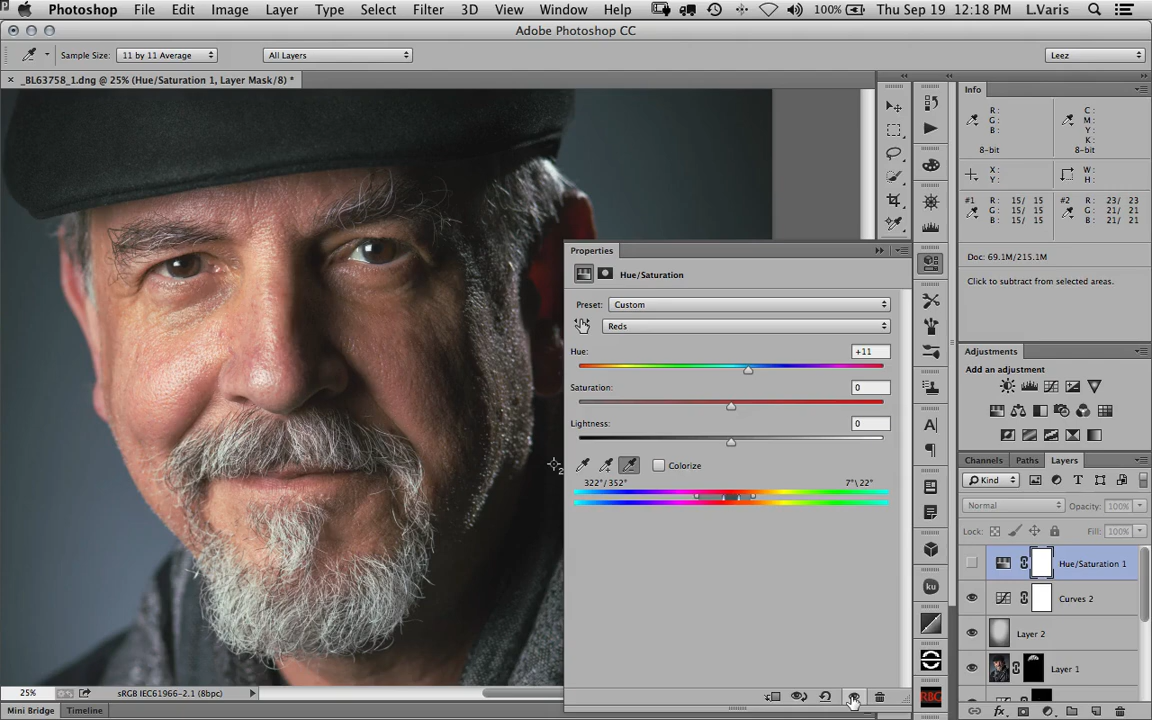 Photoshop File Edit Image Layer Type Select Filter 3D View Window Help 100% Thu Sep 19 12:18 PM L.Varis
Adobe Photoshop CC
Sample Size: 11 by 11 Average All Layers Leez
× _BL63758_1.dng @ 25% (Hue/Saturation 1, Layer Mask/8) *
Info
R: C:
G: M:
B: Y:
K:
8-bit 8-bit
X: W:
Y: H:
#1 R: 15/ 15 #2 R: 23/ 23
G: 15/ 15 G: 21/ 21
B: 15/ 15 B: 21/ 21
Doc: 69.1M/215.1M
Click to subtract from selected areas.
Properties
Hue/Saturation
Preset: Custom
Reds
Hue: +11
Saturation: 0
Lightness: 0
Colorize
322°/352° 7°\22°
Adjustments
Add an adjustment
Channels Paths Layers
Kind
Normal Opacity: 100%
Lock: Fill: 100%
Hue/Saturation 1
Curves 2
Layer 2
Layer 1
A
ku
RBG
fx
2
25% sRGB IEC61966-2.1 (8bpc)
Mini Bridge Timeline